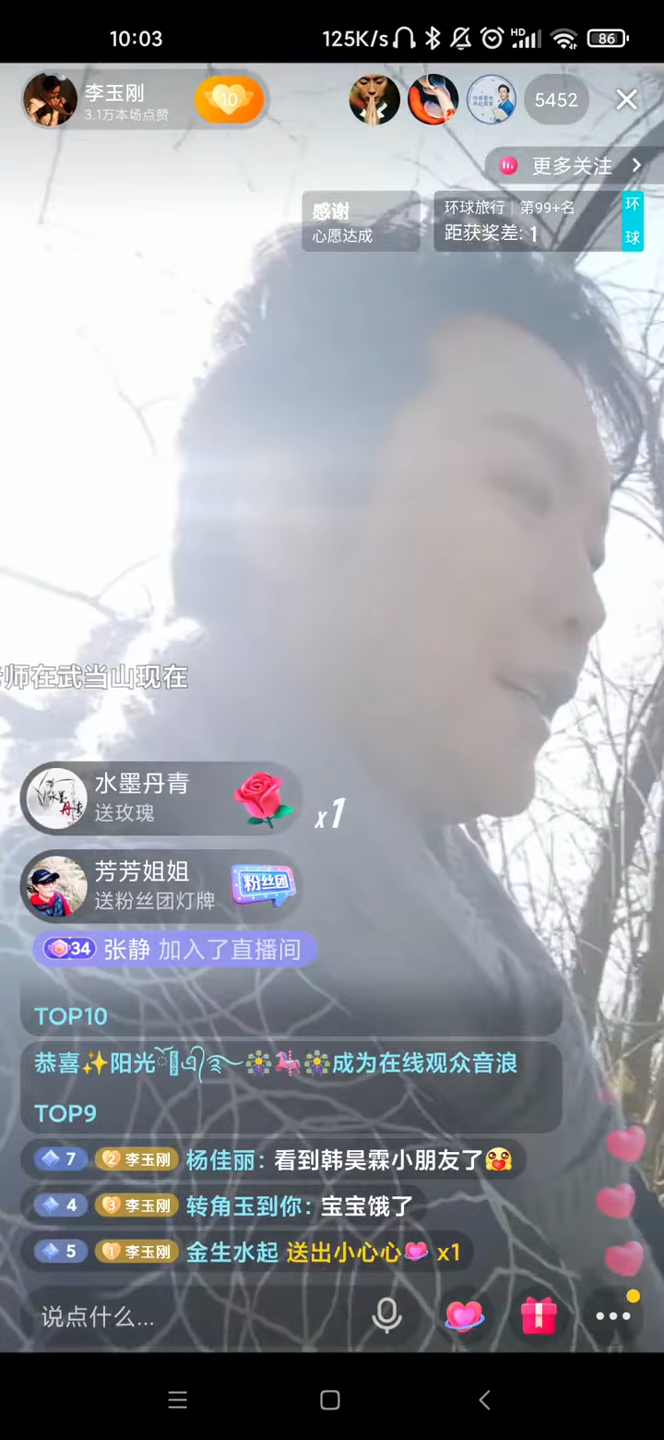 10:03
125K/s
HD
86
李玉刚
3.1万本场点赞
10
5452
更多关注
感谢
心愿达成
环球旅行 | 第99+名
距获奖差: 1
环
球
师在武当山现在
水墨丹青
送玫瑰
x1
芳芳姐姐
送粉丝团灯牌
粉丝团
34 张静 加入了直播间
TOP10
恭喜✨阳光
成为在线观众音浪
TOP9
7 2 李玉刚 杨佳丽: 看到韩昊霖小朋友了🥰
4 3 李玉刚 转角玉到你: 宝宝饿了
5 1 李玉刚 金生水起 送出小心心 x1
说点什么...